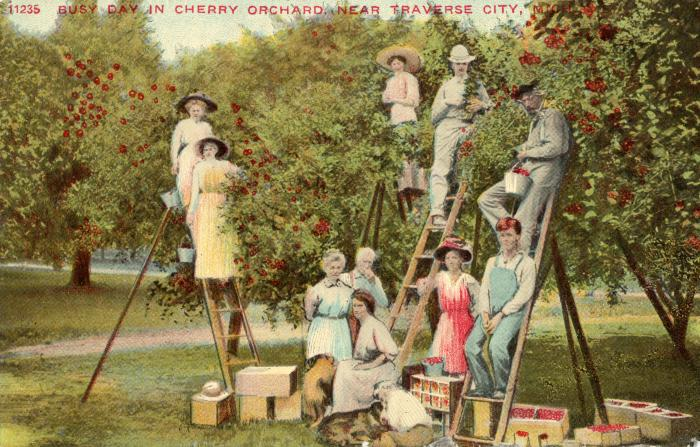 11235 BUSY DAY IN CHERRY ORCHARD, NEAR TRAVERSE CITY, MICH.